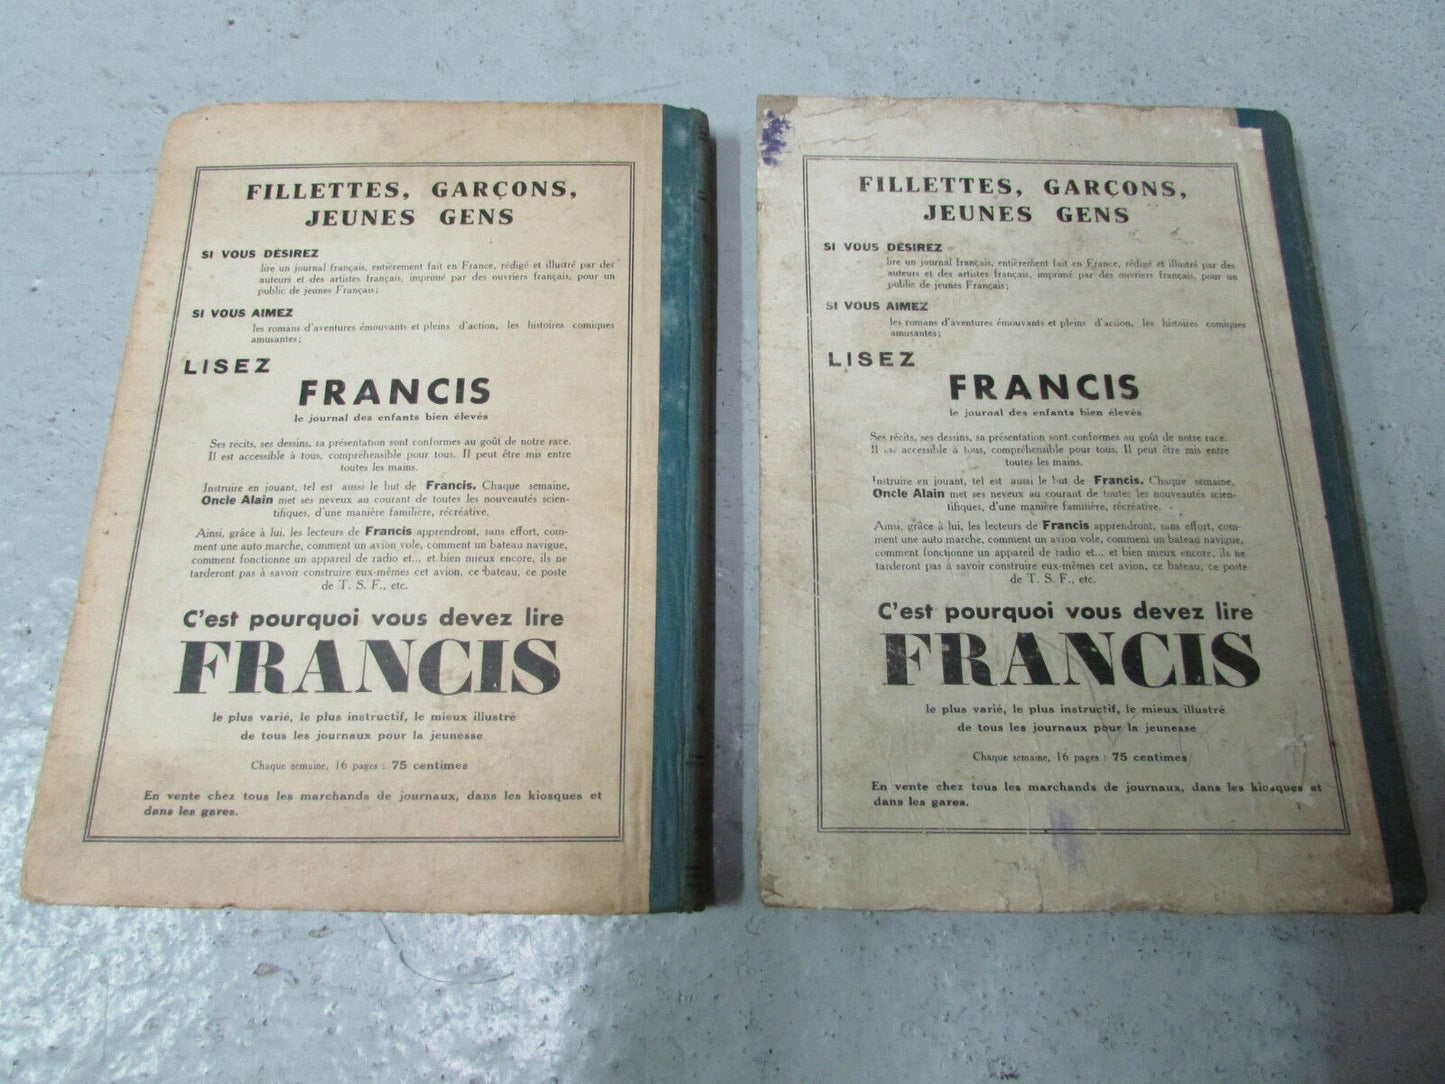 FILLETTES, GARÇONS,
JEUNES GENS
SI VOUS DÉSIREZ
lire un journal français, entièrement fait en France, rédigé et illustré par des
auteurs et des artistes français, imprimé par des ouvriers français, pour un
public de jeunes Français;
SI VOUS AIMEZ
les romans d'aventures émouvants et pleins d'action, les histoires comiques
amusantes;
LISEZ
FRANCIS
le journal des enfants bien élevés
Ses récits, ses dessins, sa présentation sont conformes au goût de notre race.
Il est accessible à tous, compréhensible pour tous. Il peut être mis entre
toutes les mains.
Instruire en jouant, tel est aussi le but de Francis. Chaque semaine,
Oncle Alain met ses neveux au courant de toutes les nouveautés scien-
tifiques, d'une manière familière, récréative.
Ainsi, grâce à lui, les lecteurs de Francis apprendront, sans effort, com-
ment une auto marche, comment un avion vole, comment un bateau navigue,
comment fonctionne un appareil de radio et... et bien mieux encore, ils ne
tarderont pas à savoir construire eux-mêmes cet avion, ce bateau, ce poste
de T. S. F., etc.
C'est pourquoi vous devez lire
FRANCIS
le plus varié, le plus instructif, le mieux illustré
de tous les journaux pour la jeunesse
Chaque semaine, 16 pages : 75 centimes
En vente chez tous les marchands de journaux, dans les kiosques et
dans les gares.
FILLETTES, GARÇONS,
JEUNES GENS
SI VOUS DÉSIREZ
lire un journal français, entièrement fait en France, rédigé et illustré par des
auteurs et des artistes français, imprimé par des ouvriers français, pour un
public de jeunes Français;
SI VOUS AIMEZ
les romans d'aventures émouvants et pleins d'action, les histoires comiques
amusantes;
LISEZ
FRANCIS
le journal des enfants bien élevés
Ses récits, ses dessins, sa présentation sont conformes au goût de notre race.
Il est accessible à tous, compréhensible pour tous. Il peut être mis entre
toutes les mains.
Instruire en jouant, tel est aussi le but de Francis. Chaque semaine,
Oncle Alain met ses neveux au courant de toutes les nouveautés scien-
tifiques, d'une manière familière, récréative.
Ainsi, grâce à lui, les lecteurs de Francis apprendront, sans effort, com-
ment une auto marche, comment un avion vole, comment un bateau navigue,
comment fonctionne un appareil de radio et... et bien mieux encore, ils ne
tarderont pas à savoir construire eux-mêmes cet avion, ce bateau, ce poste
de T. S. F., etc.
C'est pourquoi vous devez lire
FRANCIS
le plus varié, le plus instructif, le mieux illustré
de tous les journaux pour la jeunesse
Chaque semaine, 16 pages : 75 centimes
En vente chez tous les marchands de journaux, dans les kiosques et
dans les gares.